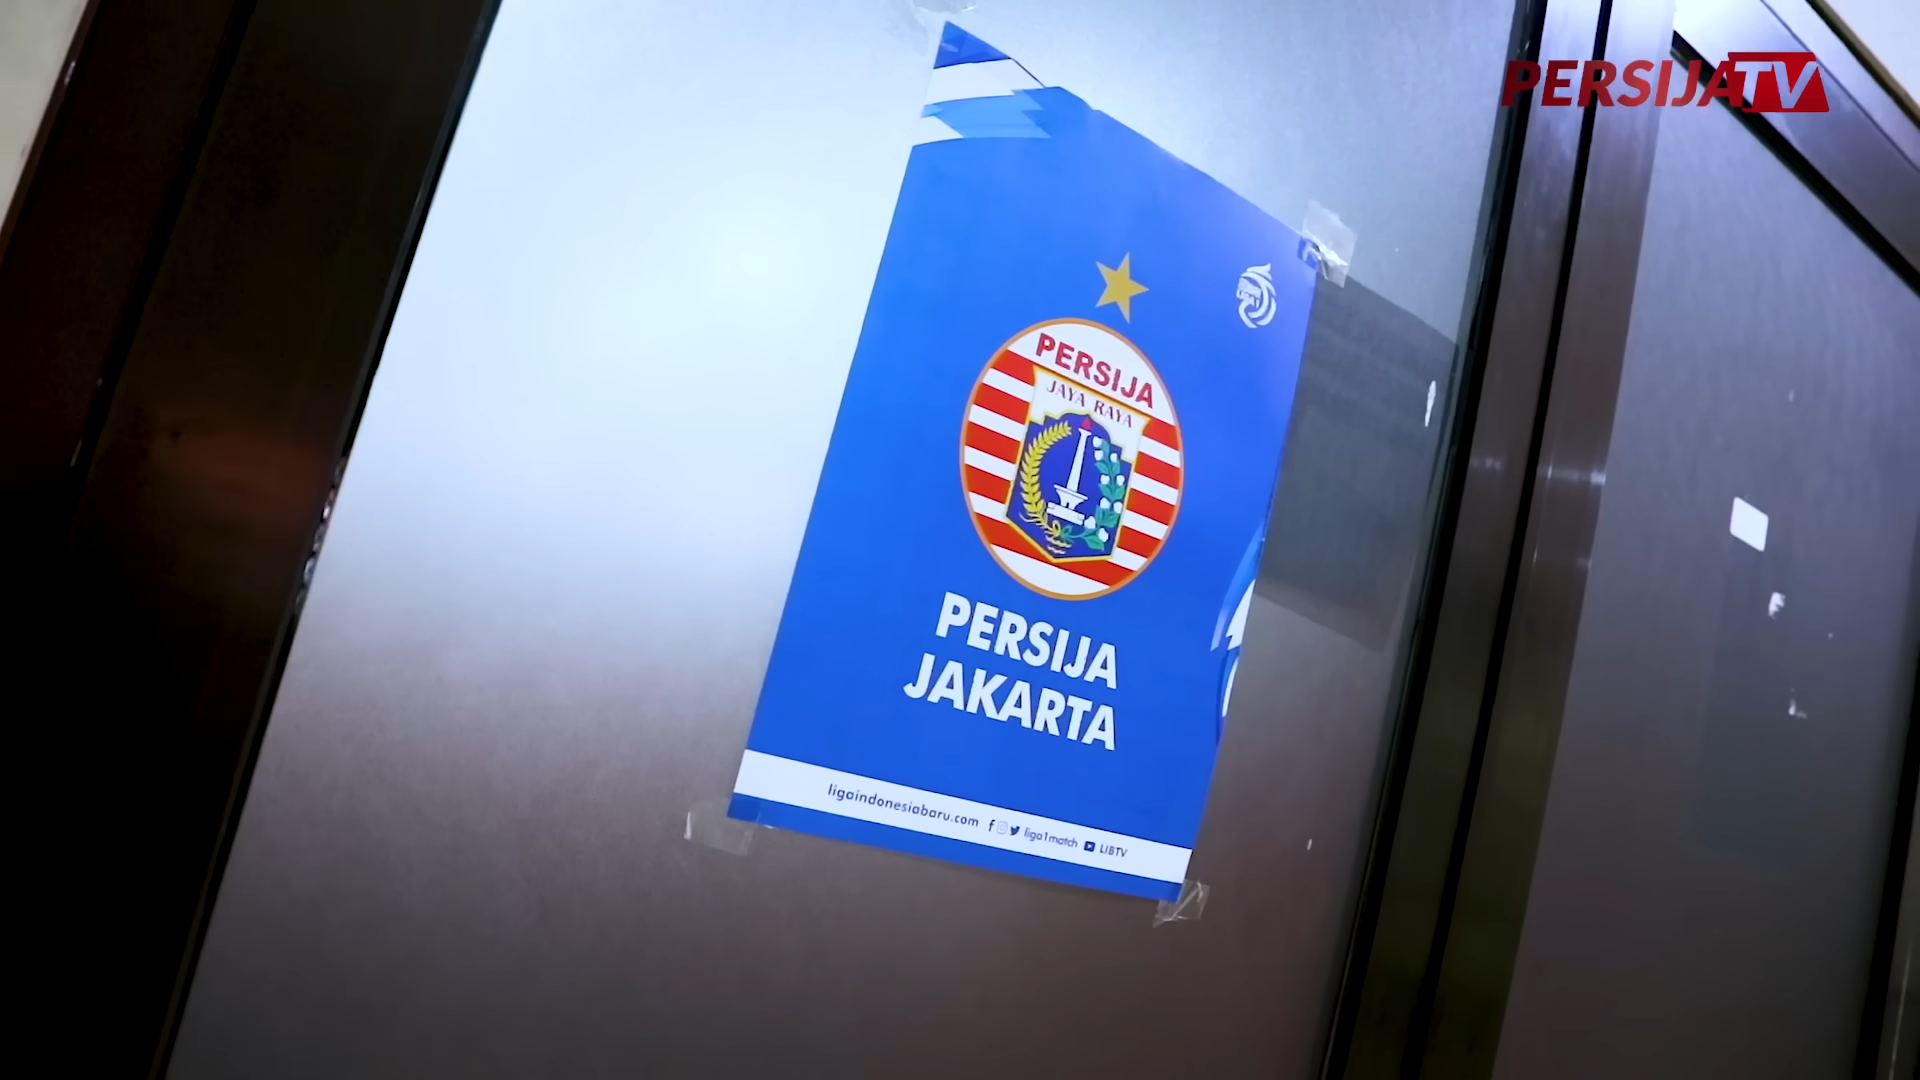 PERSIJATV
PERSIJA
JAYA RAYA
PERSIJA
JAKARTA
ligaindonesiabaru.com liga1match LIBTV